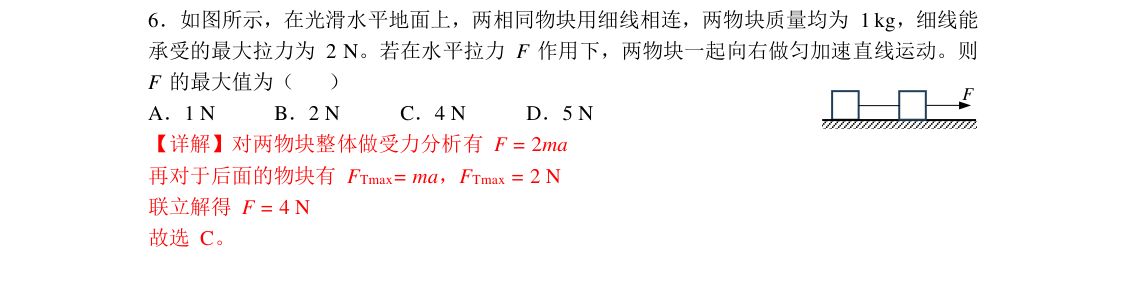 6．如图所示，在光滑水平地面上，两相同物块用细线相连，两物块质量均为 1 kg，细线能
承受的最大拉力为 2 N。若在水平拉力 F 作用下，两物块一起向右做匀加速直线运动。则
F 的最大值为（　　）
A．1 N　　B．2 N　　C．4 N　　D．5 N
F
【详解】对两物块整体做受力分析有 F = 2ma
再对于后面的物块有 FTmax= ma，FTmax = 2 N
联立解得 F = 4 N
故选 C。